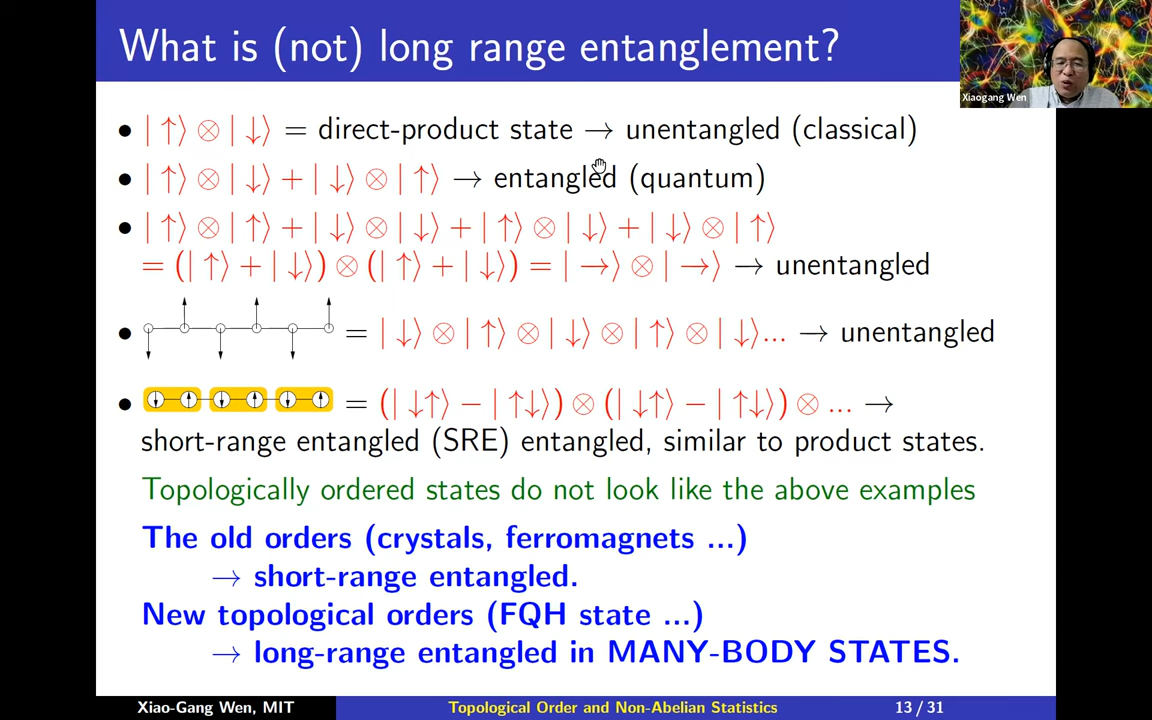 What is (not) long range entanglement?
Xiaogang Wen
• |↑⟩ ⊗ |↓⟩ = direct-product state → unentangled (classical)
• |↑⟩ ⊗ |↓⟩ + |↓⟩ ⊗ |↑⟩ → entangled (quantum)
• |↑⟩ ⊗ |↑⟩ + |↓⟩ ⊗ |↓⟩ + |↑⟩ ⊗ |↓⟩ + |↓⟩ ⊗ |↑⟩
= (|↑⟩ + |↓⟩) ⊗ (|↑⟩ + |↓⟩) = |→⟩ ⊗ |→⟩ → unentangled
• = |↓⟩ ⊗ |↑⟩ ⊗ |↓⟩ ⊗ |↑⟩ ⊗ |↓⟩... → unentangled
• = (|↓↑⟩ − |↑↓⟩) ⊗ (|↓↑⟩ − |↑↓⟩) ⊗ ... →
short-range entangled (SRE) entangled, similar to product states.
Topologically ordered states do not look like the above examples
The old orders (crystals, ferromagnets ...)
→ short-range entangled.
New topological orders (FQH state ...)
→ long-range entangled in MANY-BODY STATES.
Xiao-Gang Wen, MIT
Topological Order and Non-Abelian Statistics
13 / 31